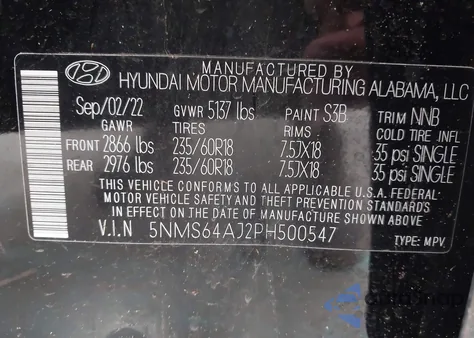 MANUFACTURED BY
HYUNDAI MOTOR MANUFACTURING ALABAMA, LLC
Sep/02/22 GVWR 5137 lbs PAINT S3B TRIM NNB
GAWR TIRES RIMS COLD TIRE INFL
FRONT 2866 lbs 235/60R18 7.5JX18 35 psi SINGLE
REAR 2976 lbs 235/60R18 7.5JX18 35 psi SINGLE
THIS VEHICLE CONFORMS TO ALL APPLICABLE U.S.A. FEDERAL
MOTOR VEHICLE SAFETY AND THEFT PREVENTION STANDARDS
IN EFFECT ON THE DATE OF MANUFACTURE SHOWN ABOVE
V.I.N 5NMS64AJ2PH500547 TYPE: MPV